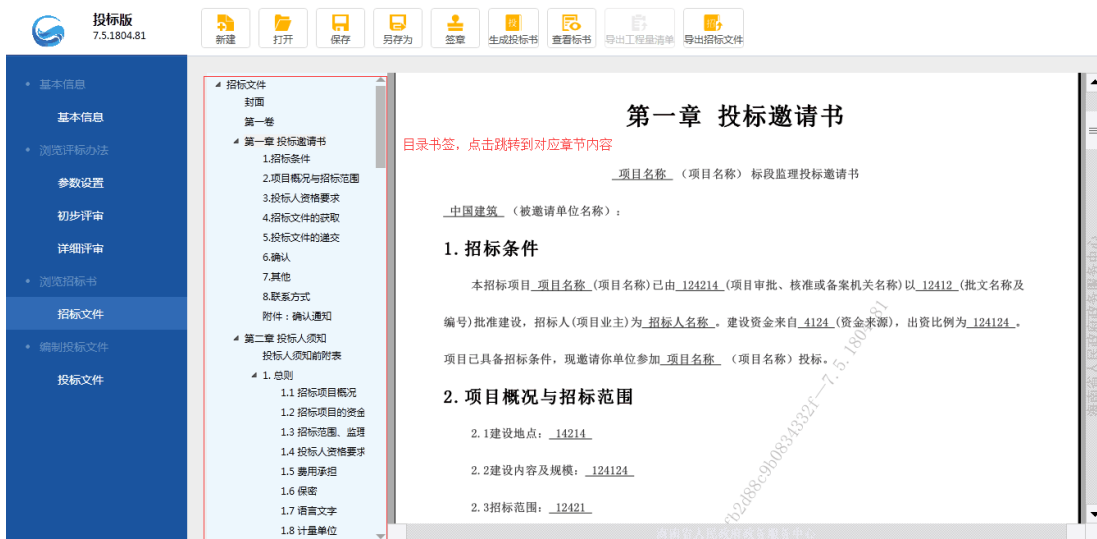 投标版
7.5.1804.81
新建
打开
保存
另存为
签章
生成投标书
查看标书
导出工程量清单
导出招标文件
基本信息
基本信息
浏览评标办法
参数设置
初步评审
详细评审
浏览招标书
招标文件
编制投标文件
投标文件
招标文件
封面
第一卷
第一章 投标邀请书
1.招标条件
2.项目概况与招标范围
3.投标人资格要求
4.招标文件的获取
5.投标文件的递交
6.确认
7.其他
8.联系方式
附件：确认通知
第二章 投标人须知
投标人须知前附表
1. 总则
1.1 招标项目概况
1.2 招标项目的资金
1.3 招标范围、监理
1.4 投标人资格要求
1.5 费用承担
1.6 保密
1.7 语言文字
1.8 计量单位
目录书签，点击跳转到对应章节内容
第一章 投标邀请书
项目名称 （项目名称）标段监理投标邀请书
中国建筑 （被邀请单位名称）：
1.招标条件
本招标项目 项目名称 (项目名称)已由 124214 (项目审批、核准或备案机关名称)以 12412 (批文名称及
编号)批准建设，招标人(项目业主)为 招标人名称 。建设资金来自 4124 (资金来源)，出资比例为 124124 。
项目已具备招标条件，现邀请你单位参加 项目名称 （项目名称）投标。
2.项目概况与招标范围
2.1建设地点： 14214
2.2建设内容及规模： 124124
2.3招标范围： 12421
fb2d88c9b0834332f—7.5.1804.81
海南省人民政府政务服务中心